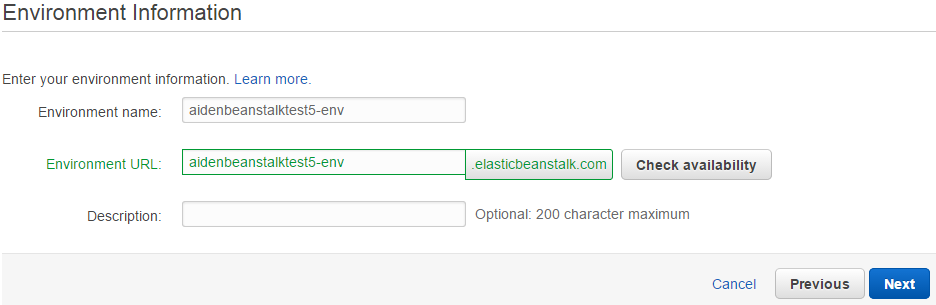 Environment Information
Enter your environment information. Learn more.
Environment name: aidenbeanstalktest5-env
Environment URL: aidenbeanstalktest5-env .elasticbeanstalk.com Check availability
Description: Optional: 200 character maximum
Cancel Previous Next